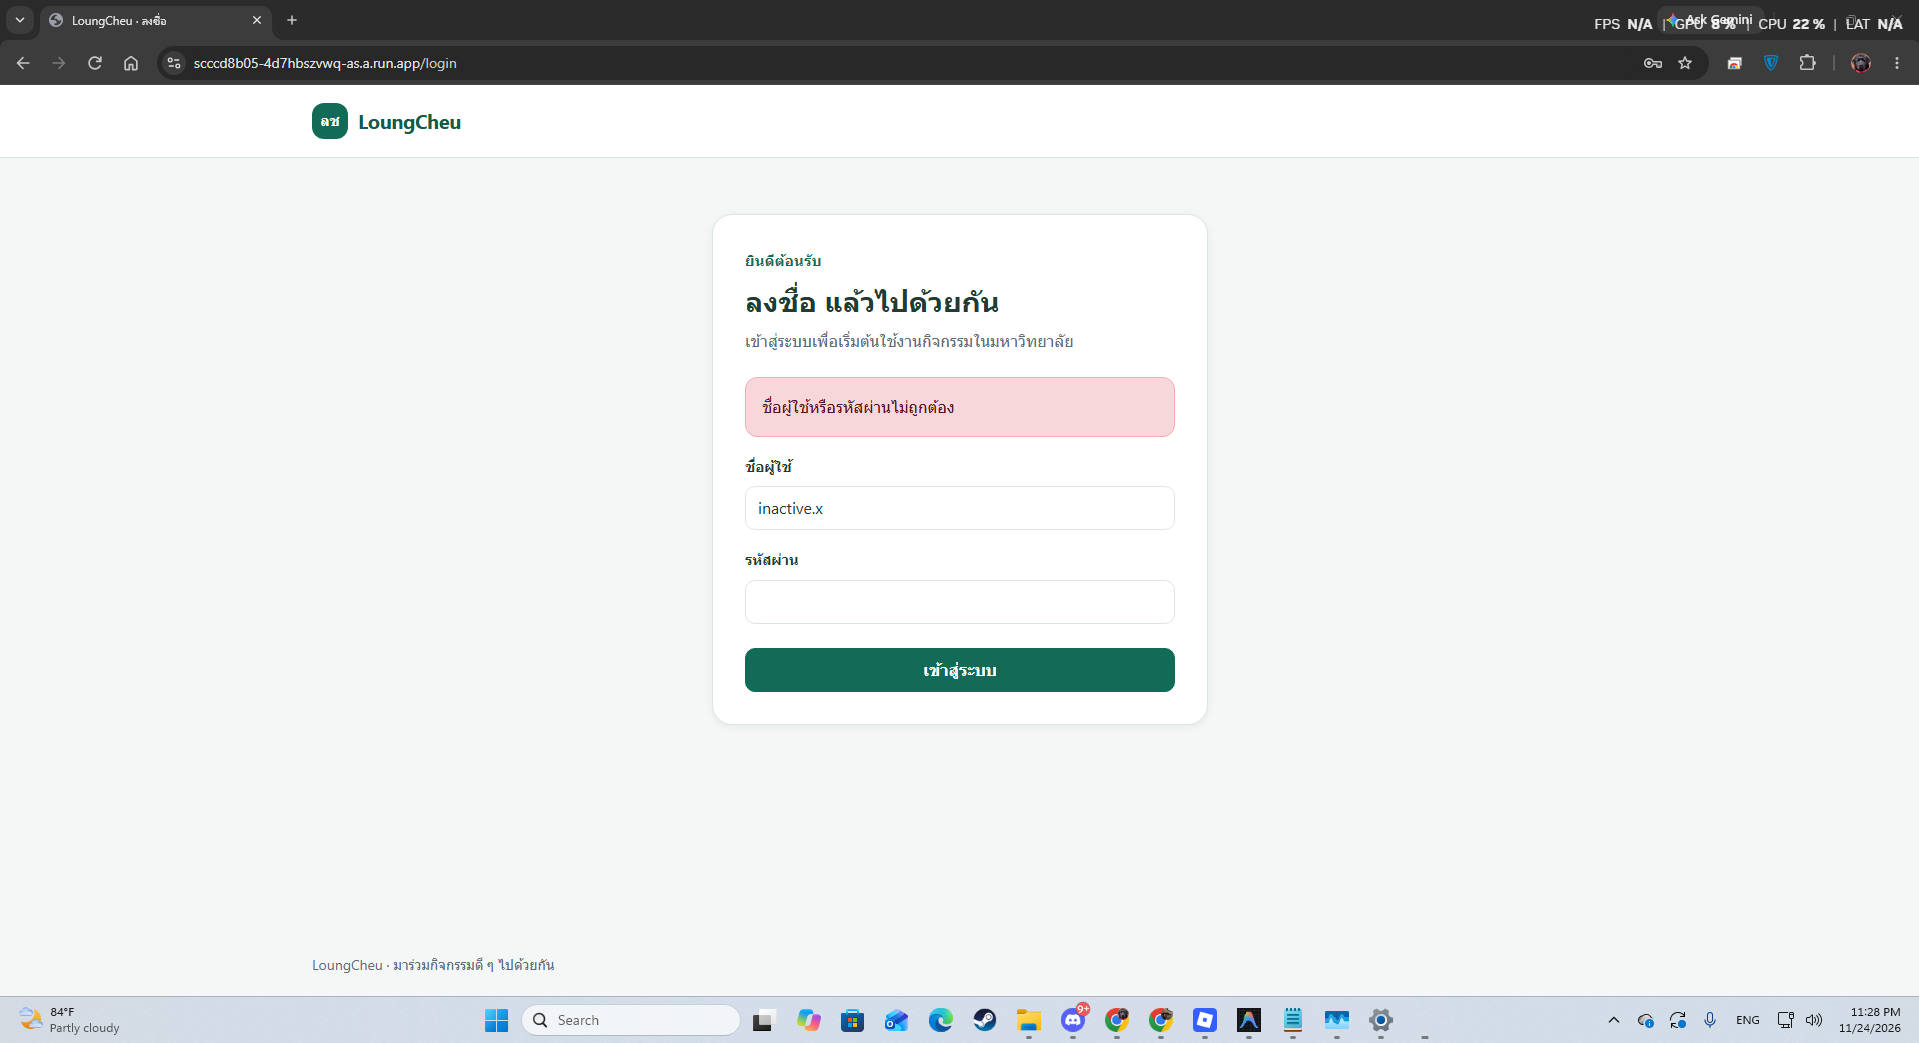 LoungCheu · ลงชื่อ
Ask Gemini
FPS N/A | GPU 8 % | CPU 22 % | LAT N/A
scccd8b05-4d7hbszvwq-as.a.run.app/login
ลช LoungCheu
ยินดีต้อนรับ
ลงชื่อ แล้วไปด้วยกัน
เข้าสู่ระบบเพื่อเริ่มต้นใช้งานกิจกรรมในมหาวิทยาลัย
ชื่อผู้ใช้หรือรหัสผ่านไม่ถูกต้อง
ชื่อผู้ใช้
inactive.x
รหัสผ่าน
เข้าสู่ระบบ
LoungCheu · มาร่วมกิจกรรมดี ๆ ไปด้วยกัน
84°F
Partly cloudy
Search
9+
ENG
11:28 PM
11/24/2026